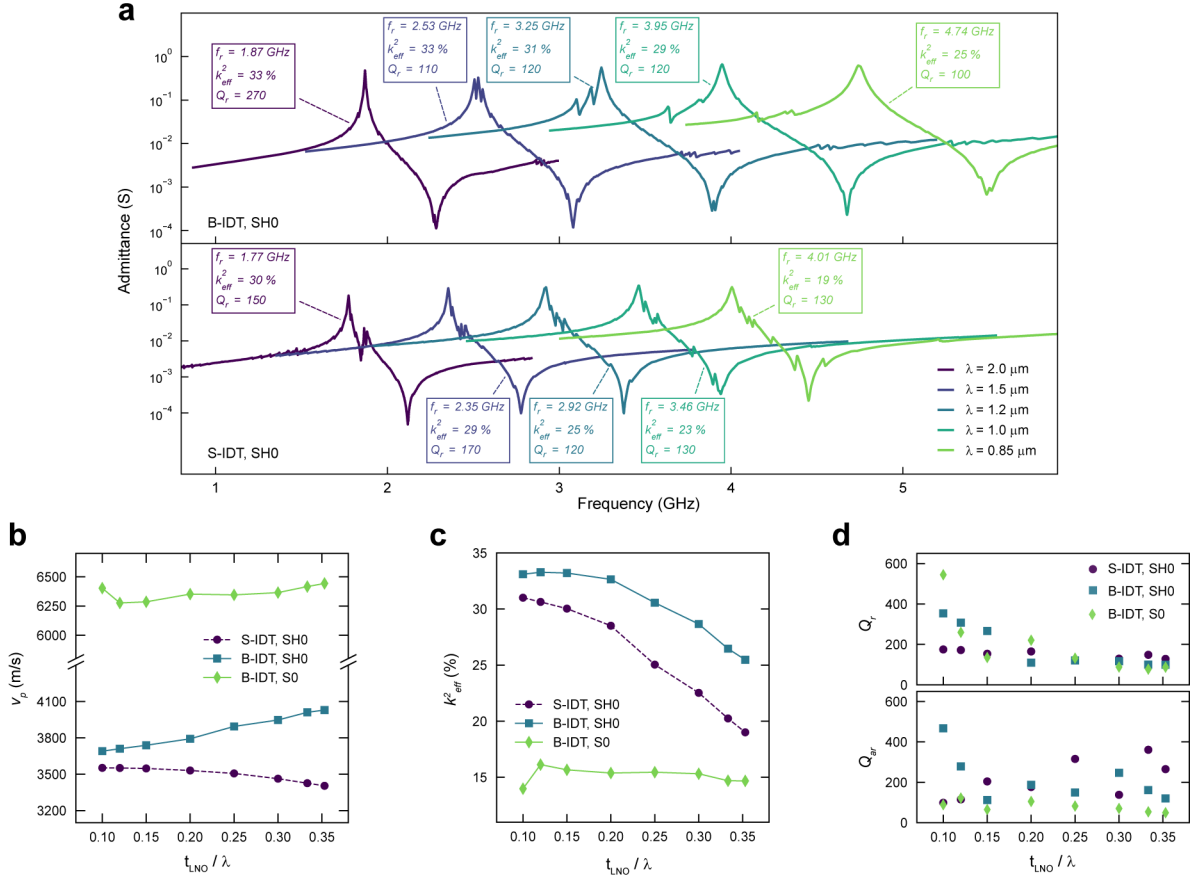 a
f_r = 1.87 GHz
k²_eff = 33 %
Q_r = 270
f_r = 2.53 GHz
k²_eff = 33 %
Q_r = 110
f_r = 3.25 GHz
k²_eff = 31 %
Q_r = 120
f_r = 3.95 GHz
k²_eff = 29 %
Q_r = 120
f_r = 4.74 GHz
k²_eff = 25 %
Q_r = 100
10⁰
10⁻¹
10⁻²
10⁻³
10⁻⁴
B-IDT, SH0
Admittance (S)
f_r = 1.77 GHz
k²_eff = 30 %
Q_r = 150
f_r = 4.01 GHz
k²_eff = 19 %
Q_r = 130
10⁰
10⁻¹
10⁻²
10⁻³
10⁻⁴
f_r = 2.35 GHz
k²_eff = 29 %
Q_r = 170
f_r = 2.92 GHz
k²_eff = 25 %
Q_r = 120
f_r = 3.46 GHz
k²_eff = 23 %
Q_r = 130
λ = 2.0 μm
λ = 1.5 μm
λ = 1.2 μm
λ = 1.0 μm
λ = 0.85 μm
S-IDT, SH0
1 2 3 4 5
Frequency (GHz)
b
6500
6250
6000
4100
3800
3500
3200
v_p (m/s)
S-IDT, SH0
B-IDT, SH0
B-IDT, S0
0.10 0.15 0.20 0.25 0.30 0.35
t_LNO / λ
c
35
30
25
20
15
k²_eff (%)
S-IDT, SH0
B-IDT, SH0
B-IDT, S0
0.10 0.15 0.20 0.25 0.30 0.35
t_LNO / λ
d
600
400
200
0
Q_r
S-IDT, SH0
B-IDT, SH0
B-IDT, S0
600
400
200
0
Q_ar
0.10 0.15 0.20 0.25 0.30 0.35
t_LNO / λ